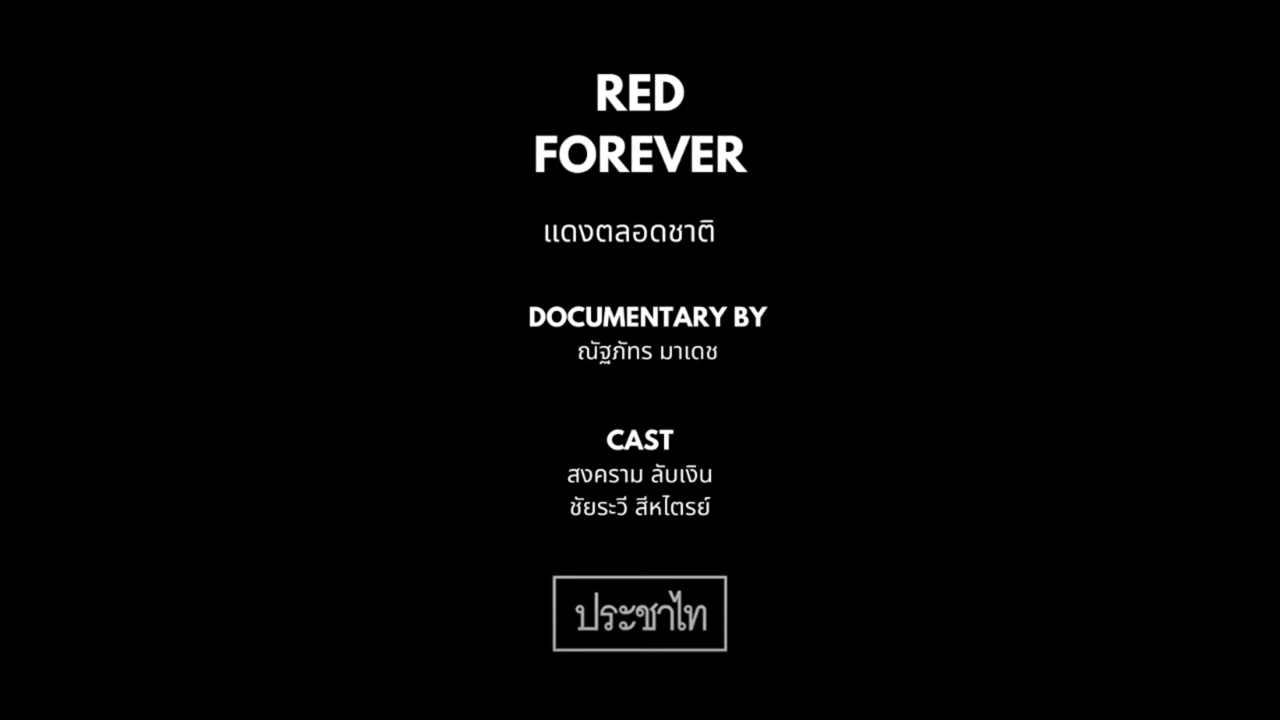 RED
FOREVER
แดงตลอดชาติ
DOCUMENTARY BY
ณัฐภัทร มาเดช
CAST
สงคราม ลับเงิน
ชัยระวี สีหไตรย์
ประชาไท